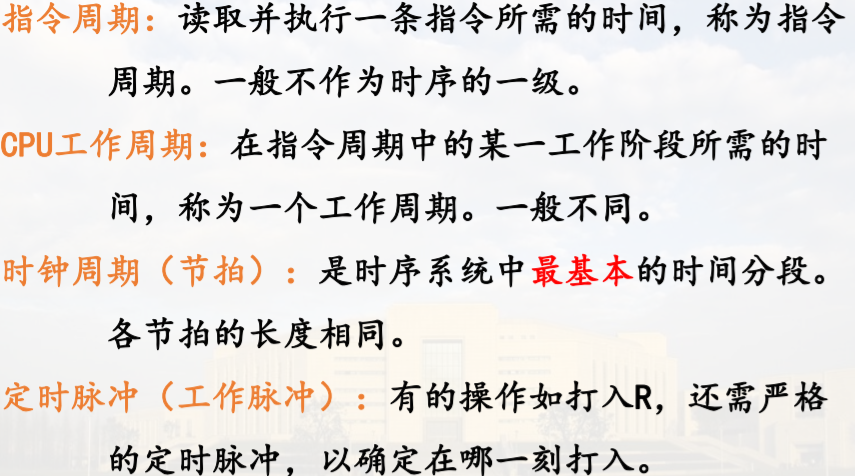 指令周期：读取并执行一条指令所需的时间，称为指令
周期。一般不作为时序的一级。
CPU工作周期：在指令周期中的某一工作阶段所需的时
间，称为一个工作周期。一般不同。
时钟周期（节拍）：是时序系统中最基本的时间分段。
各节拍的长度相同。
定时脉冲（工作脉冲）：有的操作如打入R，还需严格
的定时脉冲，以确定在哪一刻打入。